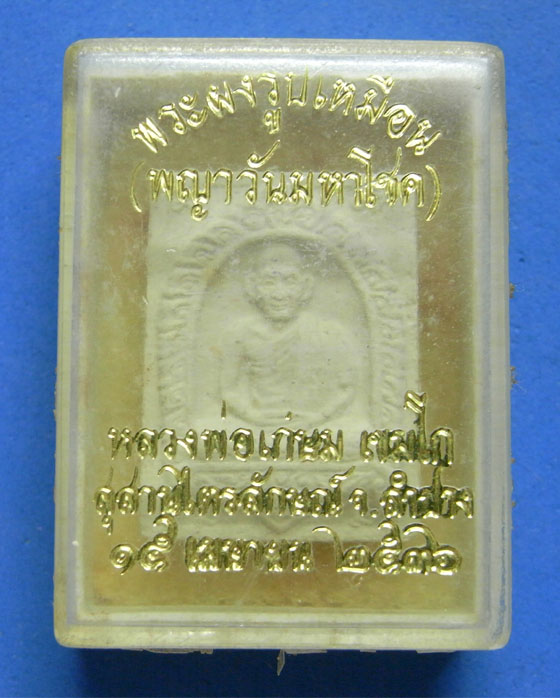 พระผงรูปเหมือน
(พญาวันมหาโชค)
หลวงพ่อเกษม เขมโก
สุสานไตรลักษณ์ จ.ลำปาง
๑๕ เมษายน ๒๕๓๖